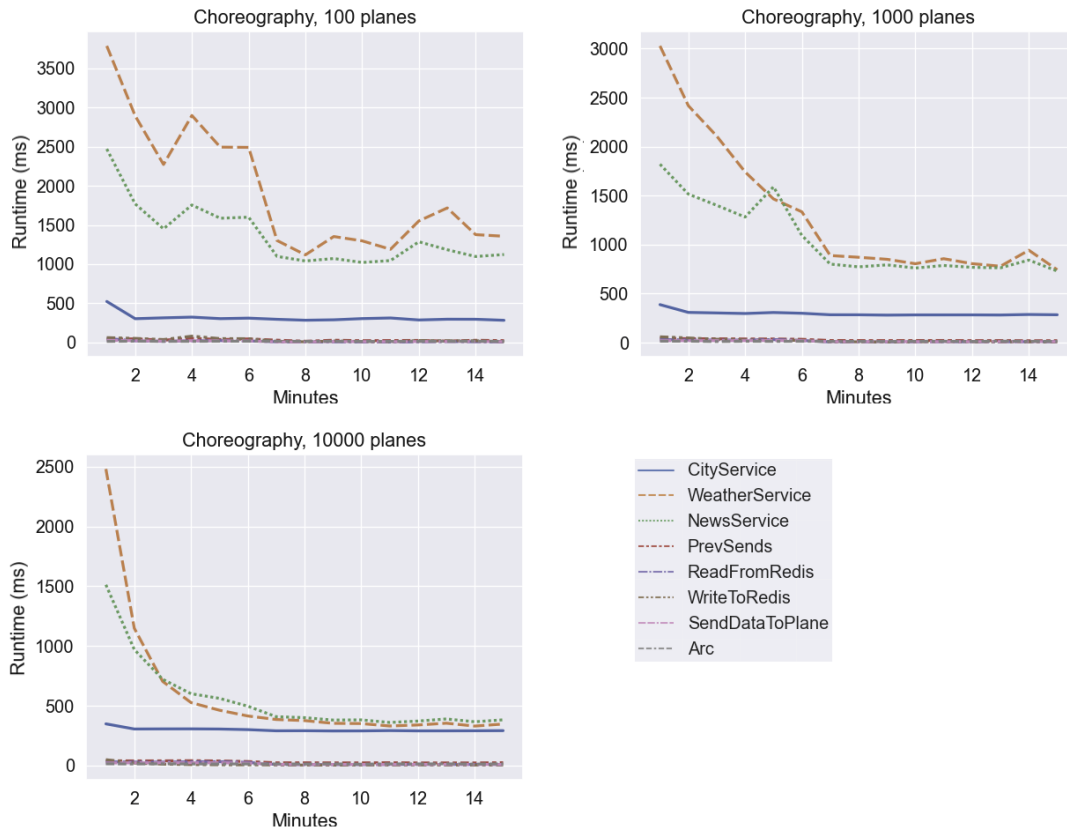 Choreography, 100 planes
3500
3000
2500
2000
1500
1000
500
0
Runtime (ms)
2 4 6 8 10 12 14
Minutes
Choreography, 1000 planes
3000
2500
2000
1500
1000
500
0
Runtime (ms)
2 4 6 8 10 12 14
Minutes
Choreography, 10000 planes
2500
2000
1500
1000
500
0
Runtime (ms)
2 4 6 8 10 12 14
Minutes
CityService
WeatherService
NewsService
PrevSends
ReadFromRedis
WriteToRedis
SendDataToPlane
Arc